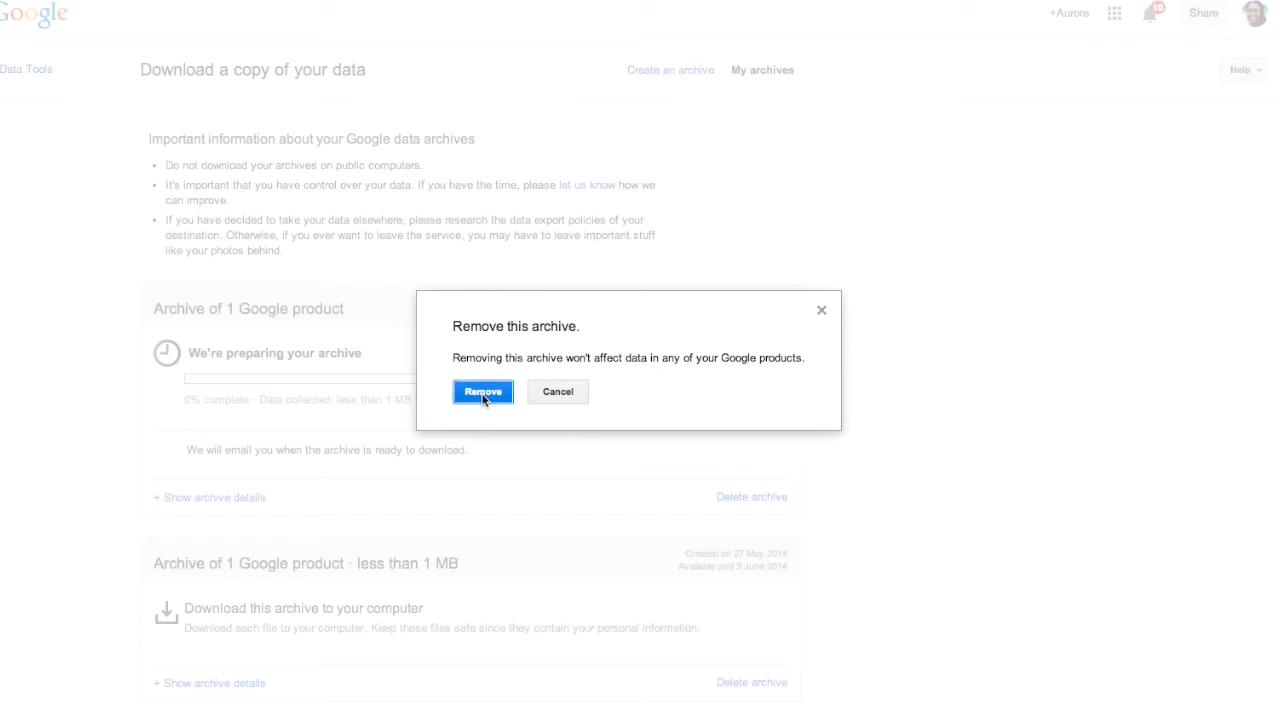 Google
+Aurore
10
Share
Data Tools
Download a copy of your data
Create an archive
My archives
Help
Important information about your Google data archives
• Do not download your archives on public computers.
• It's important that you have control over your data. If you have the time, please let us know how we
can improve.
• If you have decided to take your data elsewhere, please research the data export policies of your
destination. Otherwise, if you ever want to leave the service, you may have to leave important stuff
like your photos behind.
Archive of 1 Google product
We're preparing your archive
0% complete · Data collected: less than 1 MB
We will email you when the archive is ready to download.
+ Show archive details
Delete archive
Remove this archive.
Removing this archive won't affect data in any of your Google products.
Remove
Cancel
Archive of 1 Google product · less than 1 MB
Created on 27 May 2014
Available until 3 June 2014
Download this archive to your computer
Download each file to your computer. Keep these files safe since they contain your personal information.
+ Show archive details
Delete archive